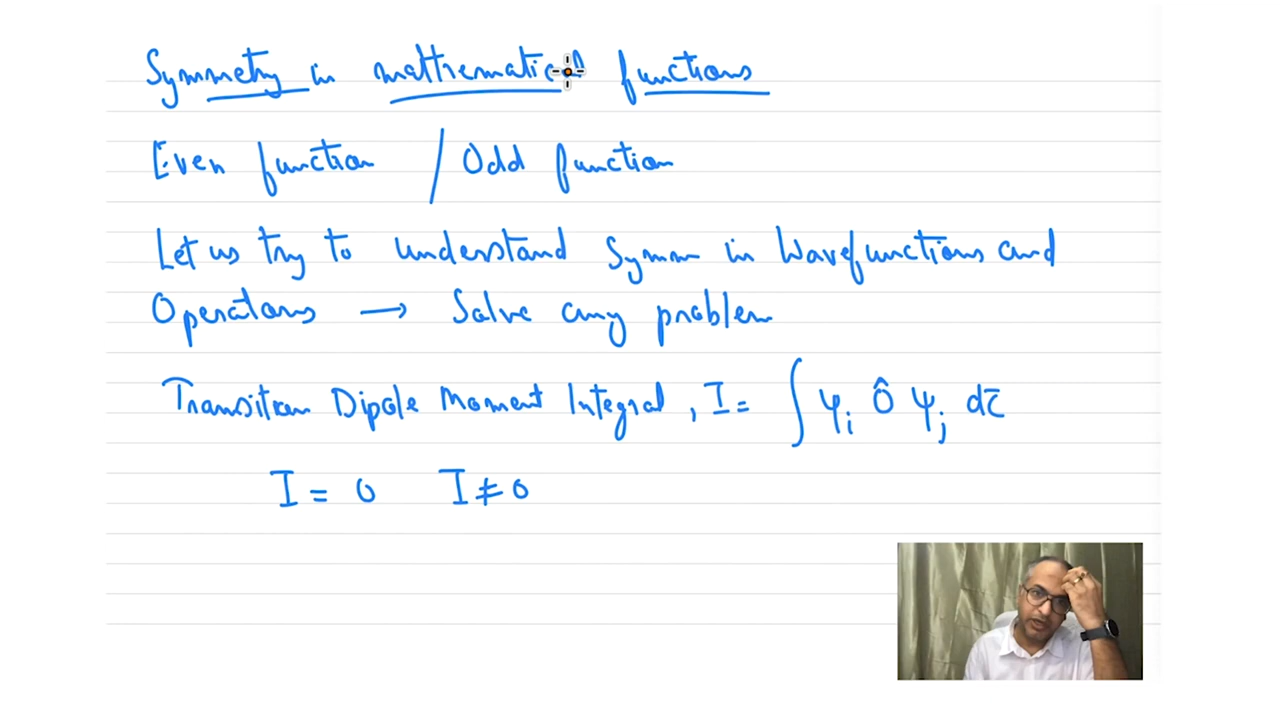 Symmetry in mathematical functions
Even function / Odd function
Let us try to understand Symm in Wavefunctions and
Operators → Solve any problem
Transition Dipole Moment Integral, I = ∫ ψi Ô ψj dτ
I = 0 I ≠ 0